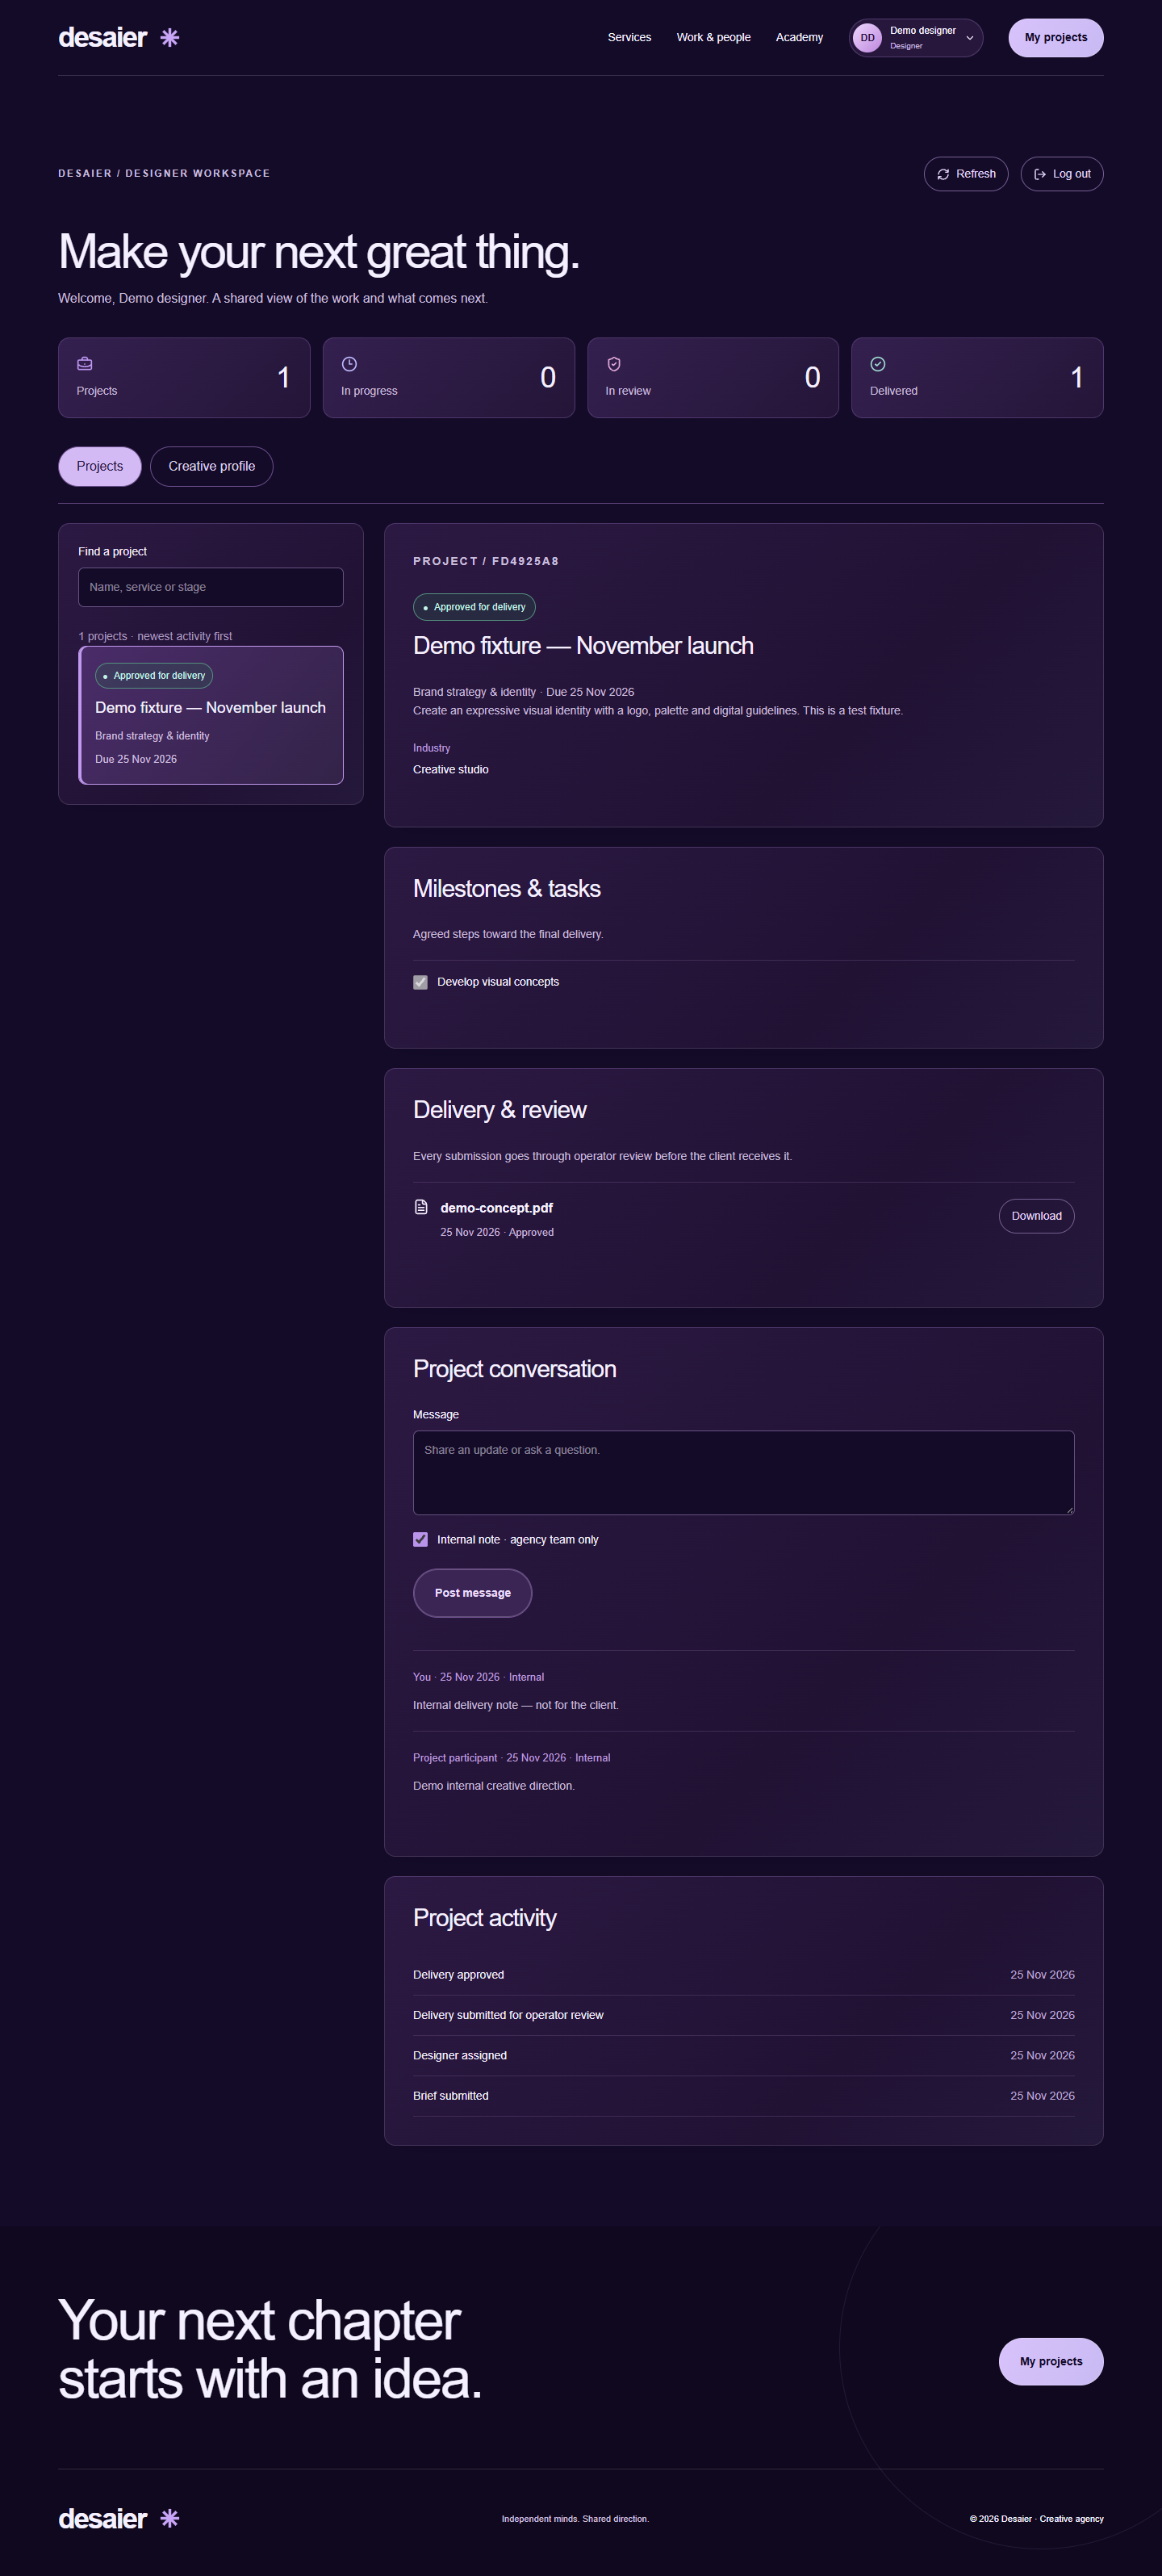 desaier
Services
Work & people
Academy
DD
Demo designer
Designer
My projects
DESAIER / DESIGNER WORKSPACE
Refresh
Log out
Make your next great thing.
Welcome, Demo designer. A shared view of the work and what comes next.
Projects
1
In progress
0
In review
0
Delivered
1
Projects
Creative profile
Find a project
Name, service or stage
1 projects · newest activity first
Approved for delivery
Demo fixture — November launch
Brand strategy & identity
Due 25 Nov 2026
PROJECT / FD4925A8
Approved for delivery
Demo fixture — November launch
Brand strategy & identity · Due 25 Nov 2026
Create an expressive visual identity with a logo, palette and digital guidelines. This is a test fixture.
Industry
Creative studio
Milestones & tasks
Agreed steps toward the final delivery.
Develop visual concepts
Delivery & review
Every submission goes through operator review before the client receives it.
demo-concept.pdf
25 Nov 2026 · Approved
Download
Project conversation
Message
Share an update or ask a question.
Internal note · agency team only
Post message
You · 25 Nov 2026 · Internal
Internal delivery note — not for the client.
Project participant · 25 Nov 2026 · Internal
Demo internal creative direction.
Project activity
Delivery approved
25 Nov 2026
Delivery submitted for operator review
25 Nov 2026
Designer assigned
25 Nov 2026
Brief submitted
25 Nov 2026
Your next chapter
starts with an idea.
My projects
desaier
Independent minds. Shared direction.
© 2026 Desaier · Creative agency